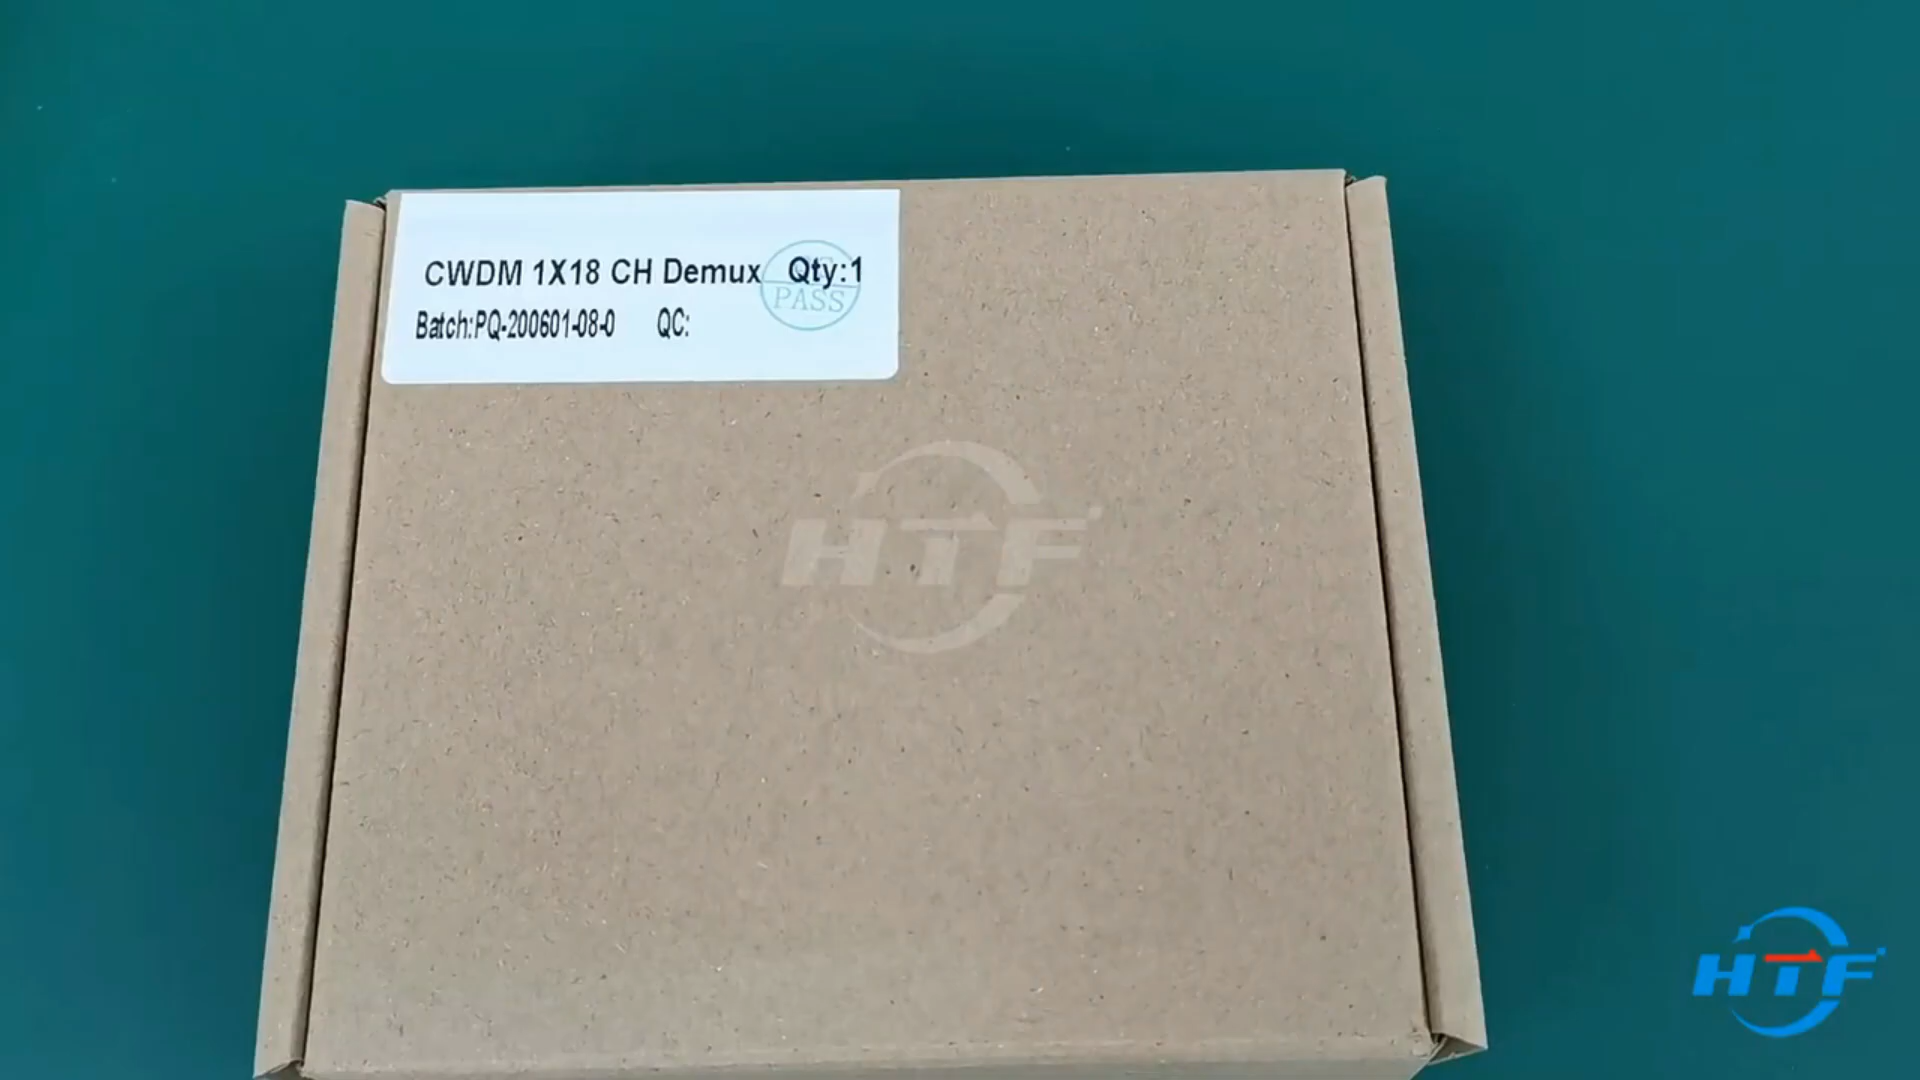 CWDM 1X18 CH Demux Qty:1
PASS
Batch:PQ-200601-08-0 QC:
HTF
HTF